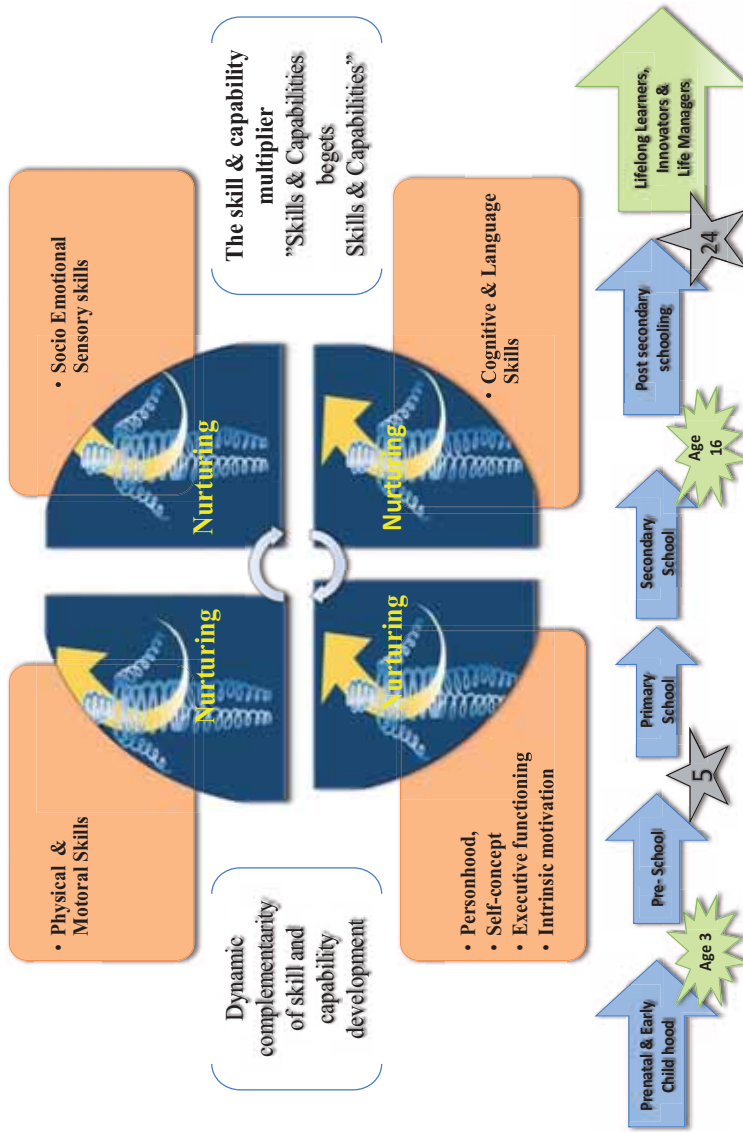 • Physical &
Motoral Skills
• Socio Emotional
Sensory skills
Nurturing
Nurturing
Dynamic
complementarity
of skill and
capability
development
The skill & capability
multiplier
”Skills & Capabilities
begets
Skills & Capabilities”
Nurturing
Nurturing
• Personhood,
• Self-concept
• Executive functioning
• Intrinsic motivation
• Cognitive & Language
Skills
Prenatal & Early
Child hood
Age 3
Pre- School
5
Primary
School
Secondary
School
Age
16
Post secondary
schooling
24
Lifelong Learners,
Innovators &
Life Managers